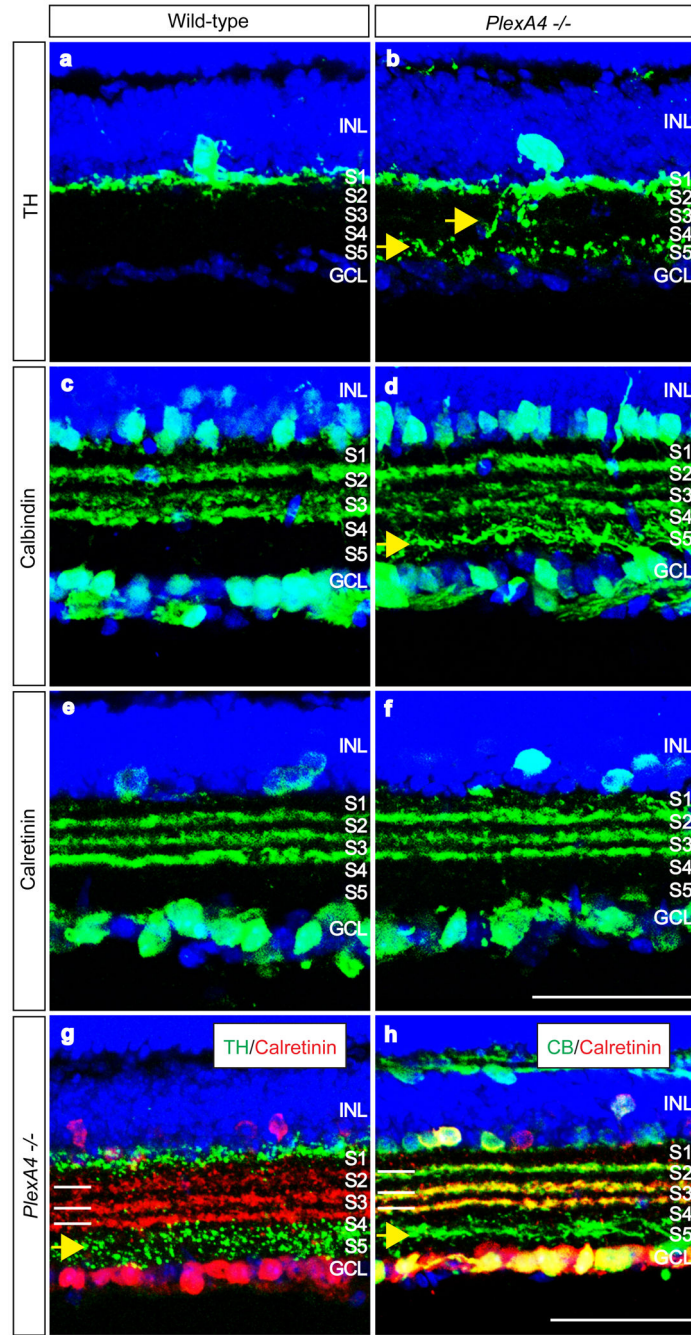 Wild-type
PlexA4 -/-
TH
a
INL
S1
S2
S3
S4
S5
GCL
b
INL
S1
S2
S3
S4
S5
GCL
Calbindin
c
INL
S1
S2
S3
S4
S5
GCL
d
INL
S1
S2
S3
S4
S5
GCL
Calretinin
e
INL
S1
S2
S3
S4
S5
GCL
f
INL
S1
S2
S3
S4
S5
GCL
PlexA4 -/-
g
TH/Calretinin
INL
S1
S2
S3
S4
S5
GCL
h
CB/Calretinin
INL
S1
S2
S3
S4
S5
GCL